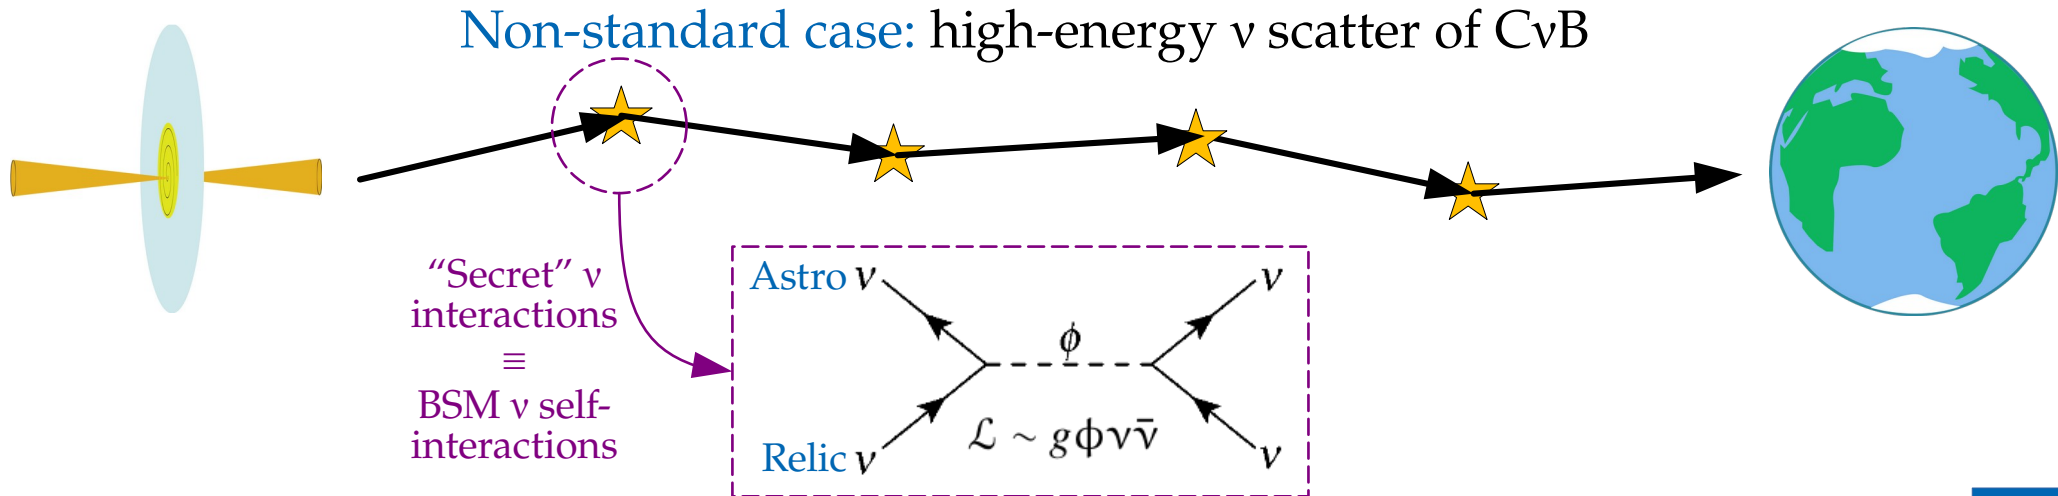 Non-standard case: high-energy ν scatter of CνB
“Secret” ν
interactions
≡
BSM ν self-
interactions
Astro ν
ν
ϕ
ℒ ~ gϕνν̄
Relic ν
ν